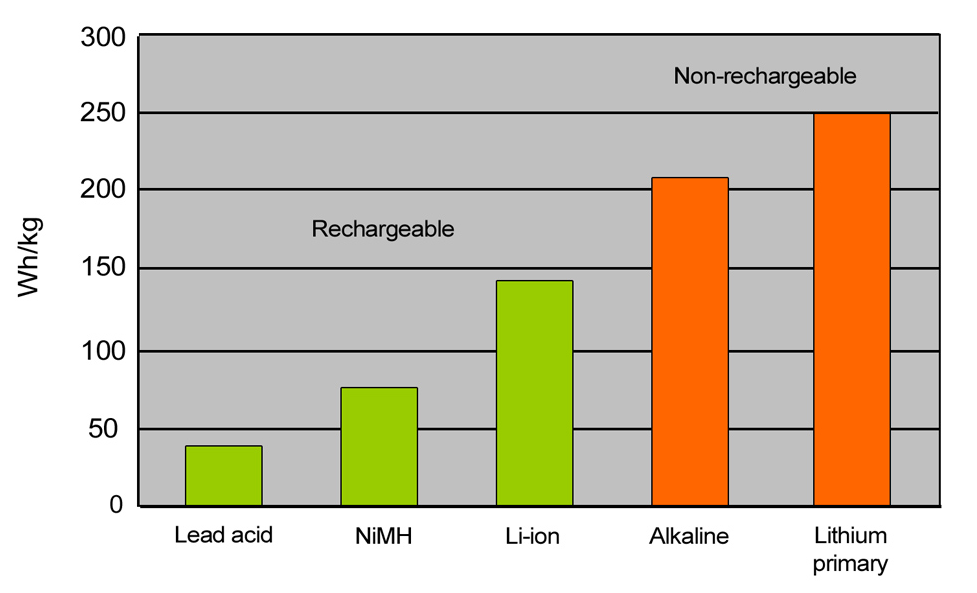 300
Non-rechargeable
250
200
Rechargeable
Wh/kg
150
100
50
0
Lead acid
NiMH
Li-ion
Alkaline
Lithium
primary